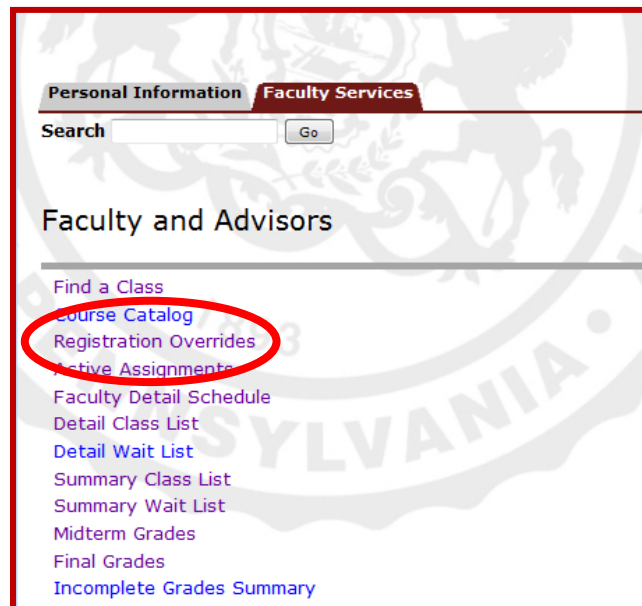 Personal Information Faculty Services
Search Go
Faculty and Advisors
Find a Class
Course Catalog
1893
Registration Overrides
Active Assignments
Faculty Detail Schedule
Detail Class List
Detail Wait List
Summary Class List
Summary Wait List
Midterm Grades
Final Grades
Incomplete Grades Summary